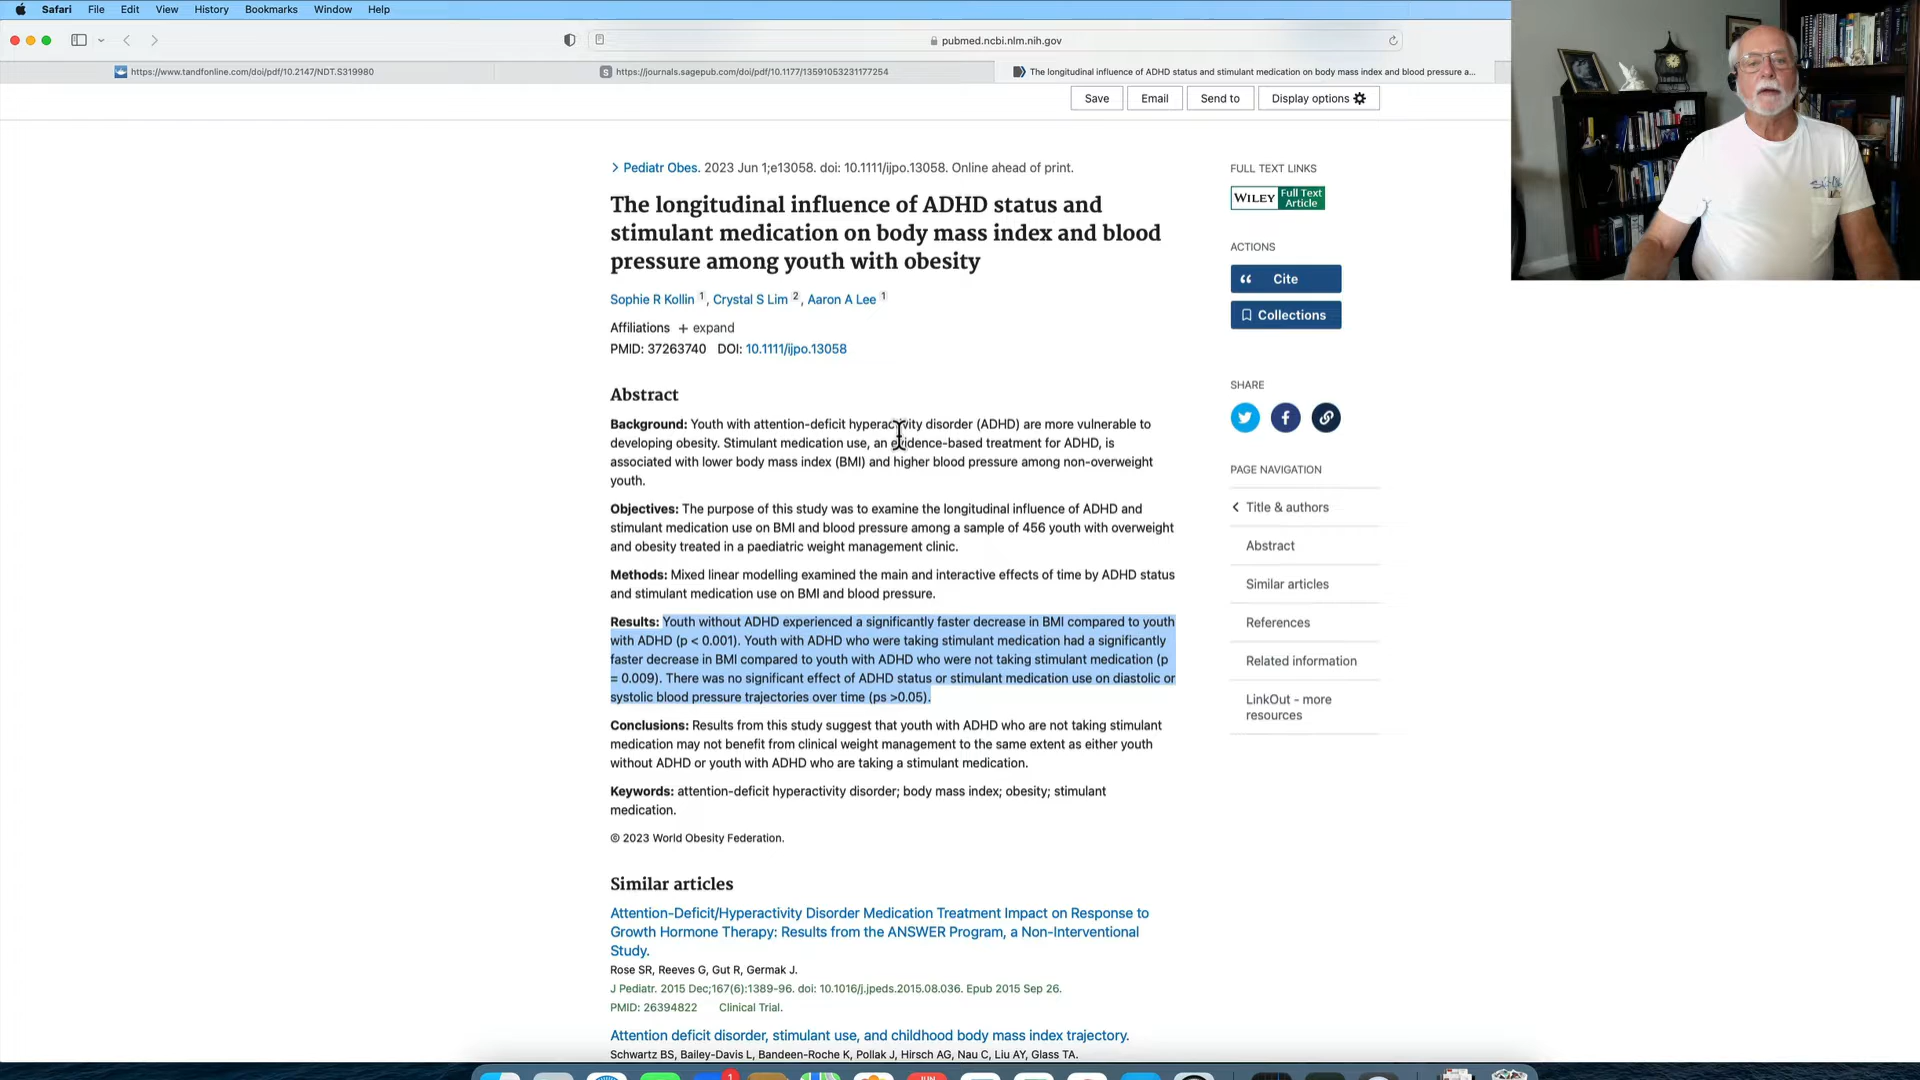 Safari File Edit View History Bookmarks Window Help
pubmed.ncbi.nlm.nih.gov
https://www.tandfonline.com/doi/pdf/10.2147/NDT.S319980
https://journals.sagepub.com/doi/pdf/10.1177/13591053231177254
The longitudinal influence of ADHD status and stimulant medication on body mass index and blood pressure a...
Save Email Send to Display options
Pediatr Obes. 2023 Jun 1;e13058. doi: 10.1111/ijpo.13058. Online ahead of print.
The longitudinal influence of ADHD status and
stimulant medication on body mass index and blood
pressure among youth with obesity
Sophie R Kollin 1, Crystal S Lim 2, Aaron A Lee 1
Affiliations + expand
PMID: 37263740 DOI: 10.1111/ijpo.13058
Abstract
Background: Youth with attention-deficit hyperactivity disorder (ADHD) are more vulnerable to
developing obesity. Stimulant medication use, an evidence-based treatment for ADHD, is
associated with lower body mass index (BMI) and higher blood pressure among non-overweight
youth.
Objectives: The purpose of this study was to examine the longitudinal influence of ADHD and
stimulant medication use on BMI and blood pressure among a sample of 456 youth with overweight
and obesity treated in a paediatric weight management clinic.
Methods: Mixed linear modelling examined the main and interactive effects of time by ADHD status
and stimulant medication use on BMI and blood pressure.
Results: Youth without ADHD experienced a significantly faster decrease in BMI compared to youth
with ADHD (p < 0.001). Youth with ADHD who were taking stimulant medication had a significantly
faster decrease in BMI compared to youth with ADHD who were not taking stimulant medication (p
= 0.009). There was no significant effect of ADHD status or stimulant medication use on diastolic or
systolic blood pressure trajectories over time (ps >0.05).
Conclusions: Results from this study suggest that youth with ADHD who are not taking stimulant
medication may not benefit from clinical weight management to the same extent as either youth
without ADHD or youth with ADHD who are taking a stimulant medication.
Keywords: attention-deficit hyperactivity disorder; body mass index; obesity; stimulant
medication.
© 2023 World Obesity Federation.
Similar articles
Attention-Deficit/Hyperactivity Disorder Medication Treatment Impact on Response to
Growth Hormone Therapy: Results from the ANSWER Program, a Non-Interventional
Study.
Rose SR, Reeves G, Gut R, Germak J.
J Pediatr. 2015 Dec;167(6):1389-96. doi: 10.1016/j.jpeds.2015.08.036. Epub 2015 Sep 26.
PMID: 26394822 Clinical Trial.
Attention deficit disorder, stimulant use, and childhood body mass index trajectory.
Schwartz BS, Bailey-Davis L, Bandeen-Roche K, Pollak J, Hirsch AG, Nau C, Liu AY, Glass TA.
FULL TEXT LINKS
WILEY Full Text
Article
ACTIONS
Cite
Collections
SHARE
PAGE NAVIGATION
Title & authors
Abstract
Similar articles
References
Related information
LinkOut - more
resources
1
JUN